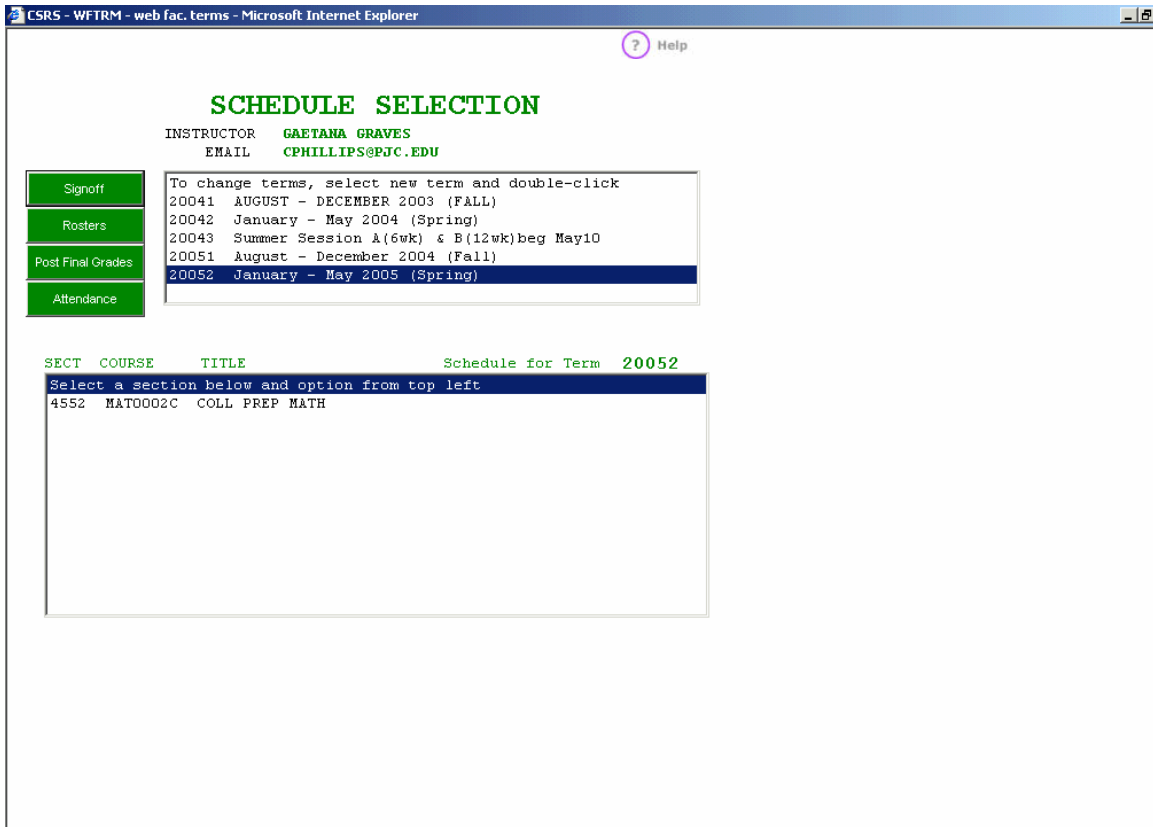 CSRS - WFTRM - web fac. terms - Microsoft Internet Explorer
? Help
SCHEDULE SELECTION
INSTRUCTOR GAETANA GRAVES
EMAIL CPHILLIPS@PJC.EDU
Signoff
Rosters
Post Final Grades
Attendance
To change terms, select new term and double-click
20041 AUGUST - DECEMBER 2003 (FALL)
20042 January - May 2004 (Spring)
20043 Summer Session A(6wk) & B(12wk)beg May10
20051 August - December 2004 (Fall)
20052 January - May 2005 (Spring)
SECT COURSE TITLE Schedule for Term 20052
Select a section below and option from top left
4552 MAT0002C COLL PREP MATH